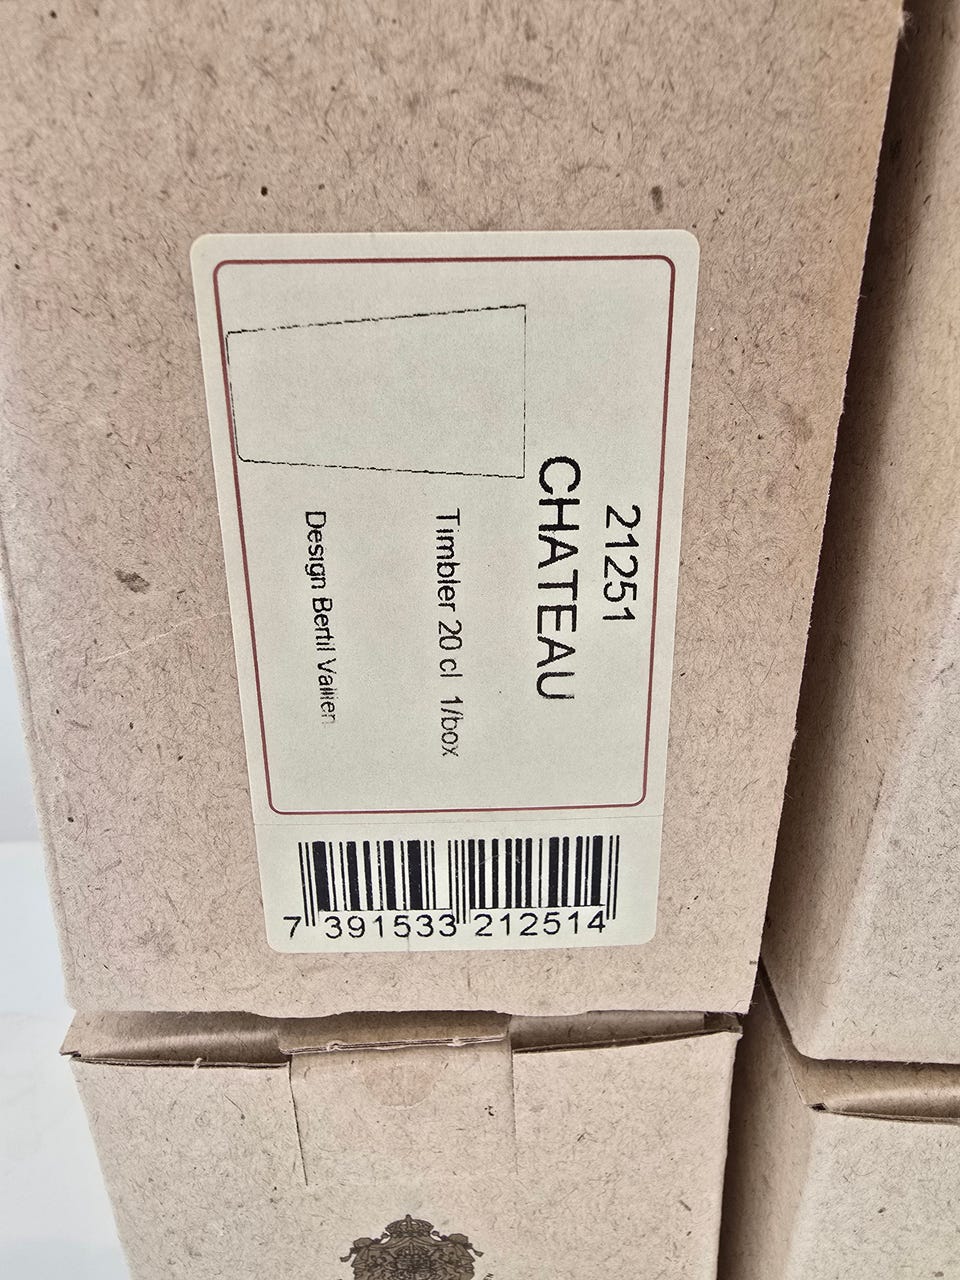 21251
CHATEAU
Timbler 20 cl 1/box
Design Bertil Vallien
7 391533 212514